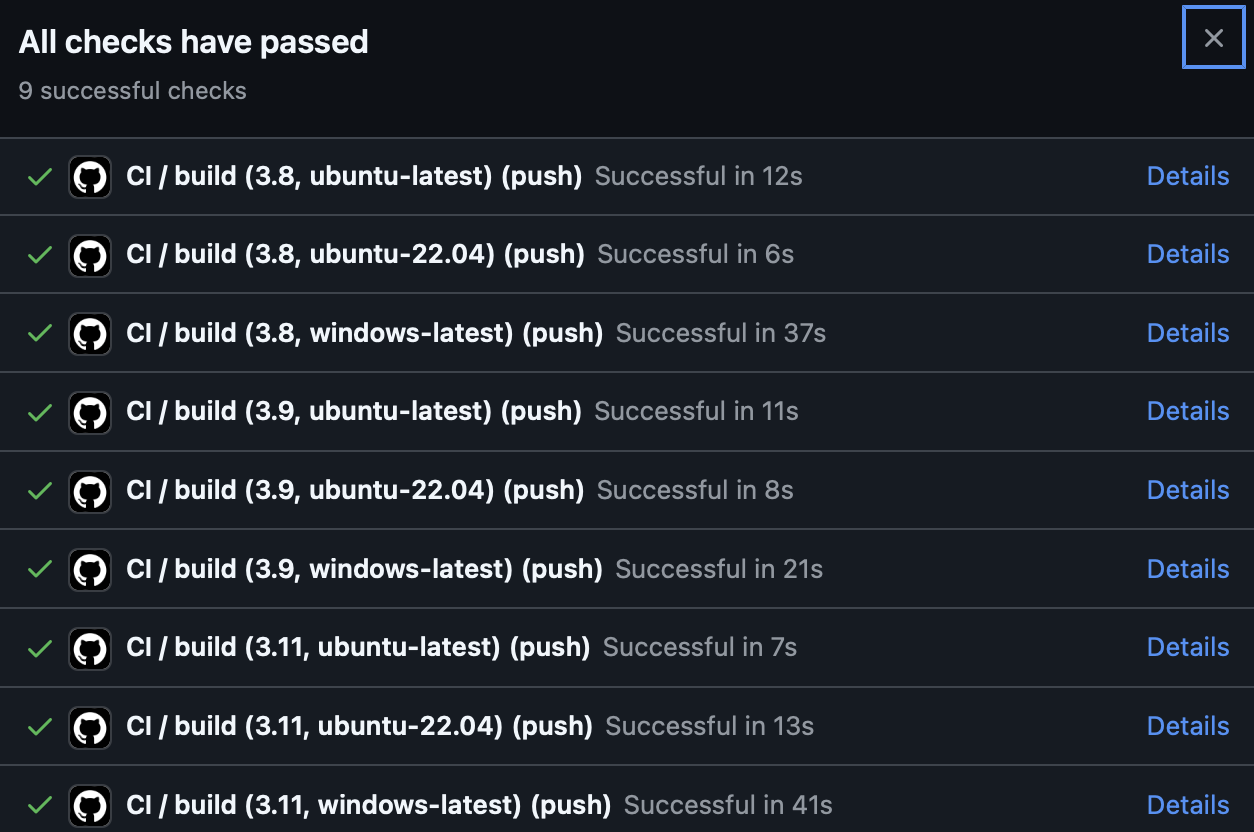 All checks have passed
9 successful checks
CI / build (3.8, ubuntu-latest) (push) Successful in 12s Details
CI / build (3.8, ubuntu-22.04) (push) Successful in 6s Details
CI / build (3.8, windows-latest) (push) Successful in 37s Details
CI / build (3.9, ubuntu-latest) (push) Successful in 11s Details
CI / build (3.9, ubuntu-22.04) (push) Successful in 8s Details
CI / build (3.9, windows-latest) (push) Successful in 21s Details
CI / build (3.11, ubuntu-latest) (push) Successful in 7s Details
CI / build (3.11, ubuntu-22.04) (push) Successful in 13s Details
CI / build (3.11, windows-latest) (push) Successful in 41s Details